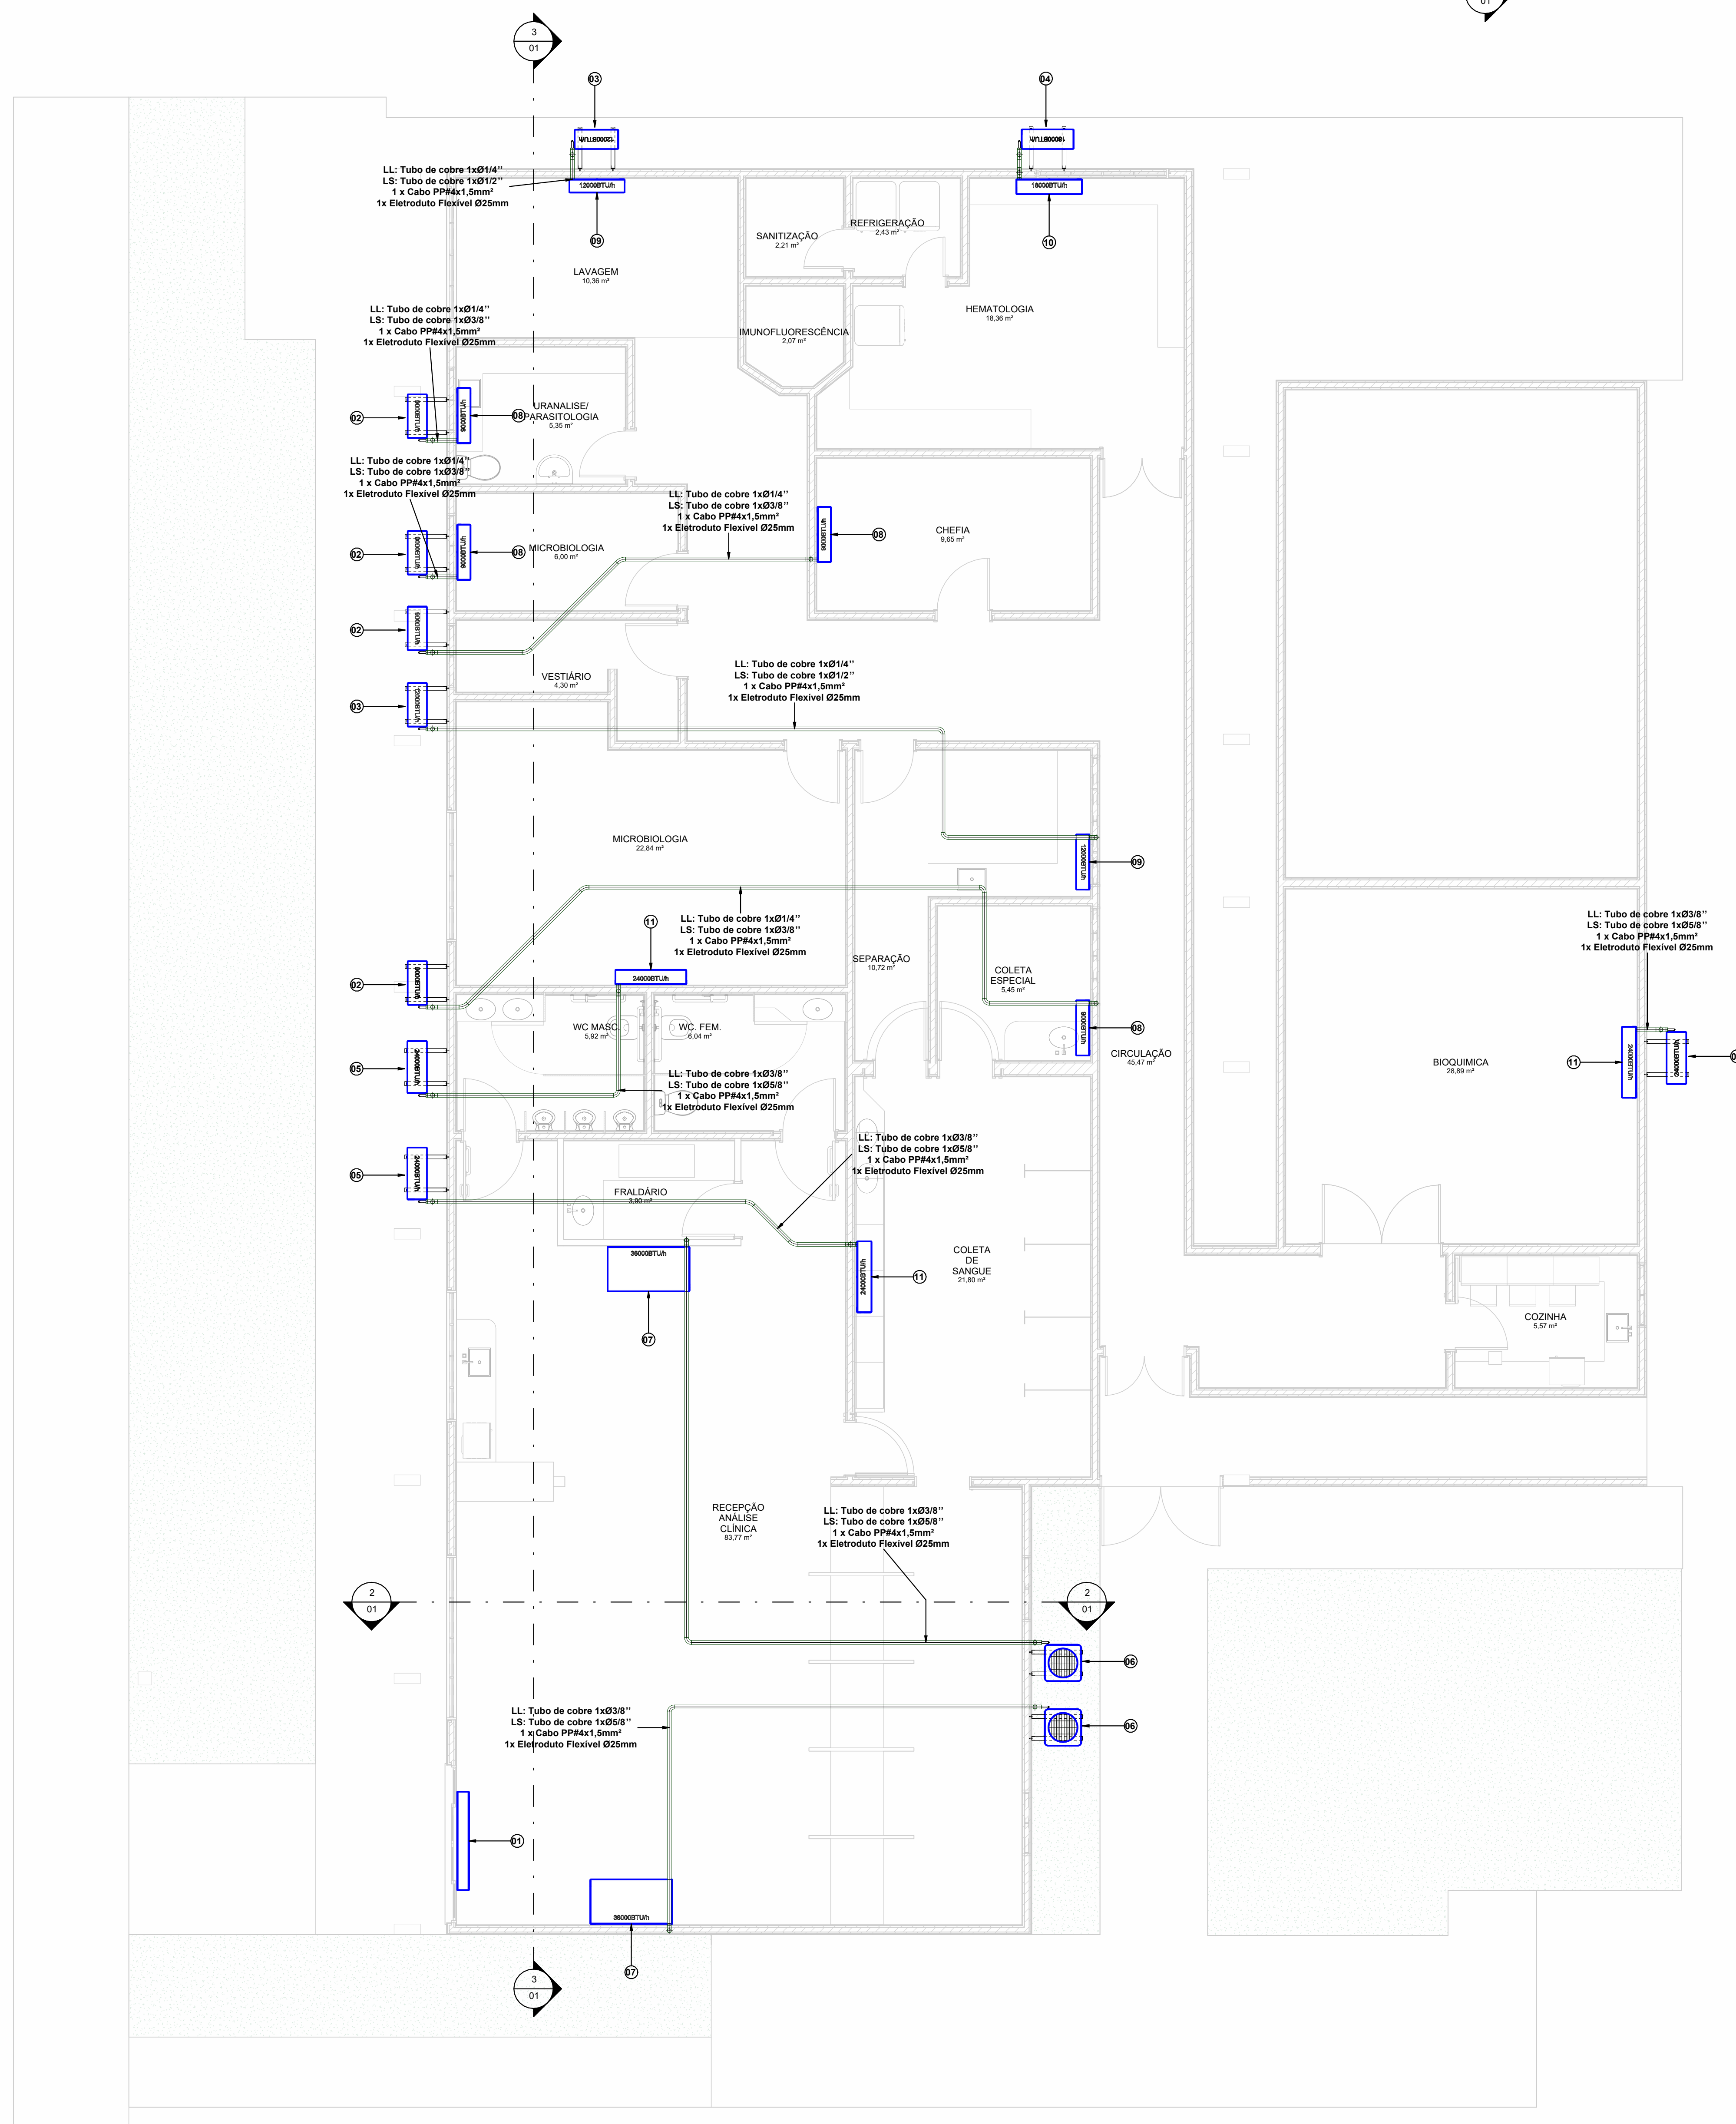 01
3
01
03
04
12000BTU/h
18000BTU/h
LL: Tubo de cobre 1xØ1/4''
LS: Tubo de cobre 1xØ1/2''
1 x Cabo PP#4x1,5mm²
1x Eletroduto Flexível Ø25mm
12000BTU/h
18000BTU/h
09
10
SANITIZAÇÃO
2,21 m²
REFRIGERAÇÃO
2,43 m²
LAVAGEM
10,36 m²
HEMATOLOGIA
18,36 m²
IMUNOFLUORESCÊNCIA
2,07 m²
LL: Tubo de cobre 1xØ1/4''
LS: Tubo de cobre 1xØ3/8''
1 x Cabo PP#4x1,5mm²
1x Eletroduto Flexível Ø25mm
02
9000BTU/h
9000BTU/h
08
URANALISE/
PARASITOLOGIA
5,35 m²
LL: Tubo de cobre 1xØ1/4''
LS: Tubo de cobre 1xØ3/8''
1 x Cabo PP#4x1,5mm²
1x Eletroduto Flexível Ø25mm
LL: Tubo de cobre 1xØ1/4''
LS: Tubo de cobre 1xØ3/8''
1 x Cabo PP#4x1,5mm²
1x Eletroduto Flexível Ø25mm
9000BTU/h
08
CHEFIA
9,65 m²
02
9000BTU/h
9000BTU/h
08
MICROBIOLOGIA
6,00 m²
02
9000BTU/h
VESTIÁRIO
4,30 m²
LL: Tubo de cobre 1xØ1/4''
LS: Tubo de cobre 1xØ1/2''
1 x Cabo PP#4x1,5mm²
1x Eletroduto Flexível Ø25mm
03
12000BTU/h
MICROBIOLOGIA
22,84 m²
12000BTU/h
09
LL: Tubo de cobre 1xØ1/4''
LS: Tubo de cobre 1xØ3/8''
1 x Cabo PP#4x1,5mm²
1x Eletroduto Flexível Ø25mm
11
24000BTU/h
LL: Tubo de cobre 1xØ3/8''
LS: Tubo de cobre 1xØ5/8''
1 x Cabo PP#4x1,5mm²
1x Eletroduto Flexível Ø25mm
SEPARAÇÃO
10,72 m²
COLETA
ESPECIAL
5,45 m²
02
9000BTU/h
WC MASC.
5,92 m²
WC. FEM.
6,04 m²
9000BTU/h
08
CIRCULAÇÃO
45,47 m²
BIOQUIMICA
28,89 m²
11
24000BTU/h
24000BTU/h
05
24000BTU/h
LL: Tubo de cobre 1xØ3/8''
LS: Tubo de cobre 1xØ5/8''
1 x Cabo PP#4x1,5mm²
1x Eletroduto Flexível Ø25mm
LL: Tubo de cobre 1xØ3/8''
LS: Tubo de cobre 1xØ5/8''
1 x Cabo PP#4x1,5mm²
1x Eletroduto Flexível Ø25mm
05
24000BTU/h
FRALDÁRIO
3,90 m²
36000BTU/h
07
24000BTU/h
11
COLETA
DE
SANGUE
21,80 m²
COZINHA
5,57 m²
RECEPÇÃO
ANÁLISE
CLÍNICA
83,77 m²
LL: Tubo de cobre 1xØ3/8''
LS: Tubo de cobre 1xØ5/8''
1 x Cabo PP#4x1,5mm²
1x Eletroduto Flexível Ø25mm
2
01
2
01
06
06
LL: Tubo de cobre 1xØ3/8''
LS: Tubo de cobre 1xØ5/8''
1 x Cabo PP#4x1,5mm²
1x Eletroduto Flexível Ø25mm
01
36000BTU/h
07
3
01